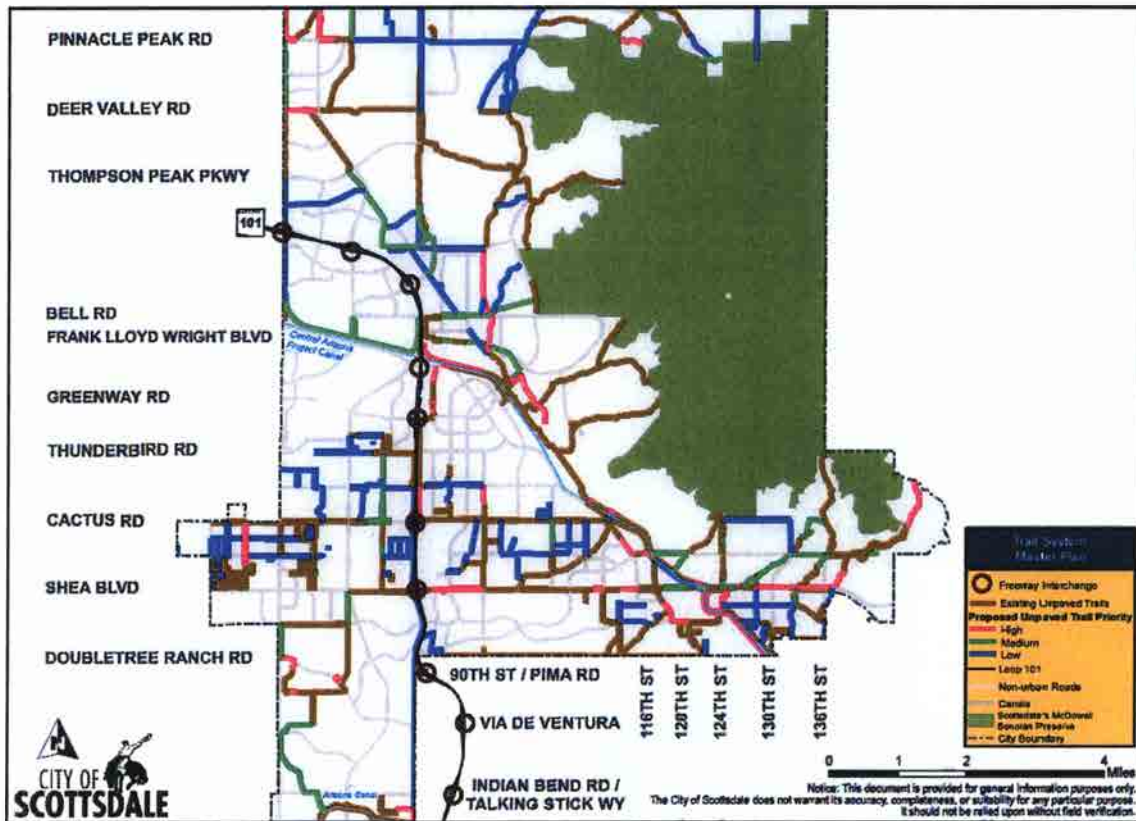 PINNACLE PEAK RD
DEER VALLEY RD
THOMPSON PEAK PKWY
101
BELL RD
FRANK LLOYD WRIGHT BLVD
Central Arizona
Project Canal
GREENWAY RD
THUNDERBIRD RD
CACTUS RD
SHEA BLVD
DOUBLETREE RANCH RD
90TH ST / PIMA RD
VIA DE VENTURA
INDIAN BEND RD /
TALKING STICK WY
Arizona Canal
116TH ST
120TH ST
124TH ST
130TH ST
136TH ST
Trail System
Master Plan
Freeway Interchange
Existing Unpaved Trails
Proposed Unpaved Trail Priority
High
Medium
Low
Loop 101
Non-urban Roads
Canals
Scottsdale's McDowell
Sonoran Preserve
City Boundary
N
CITY OF
SCOTTSDALE
0 1 2 4
Miles
Notice: This document is provided for general information purposes only.
The City of Scottsdale does not warrant its accuracy, completeness, or suitability for any particular purpose.
It should not be relied upon without field verification.